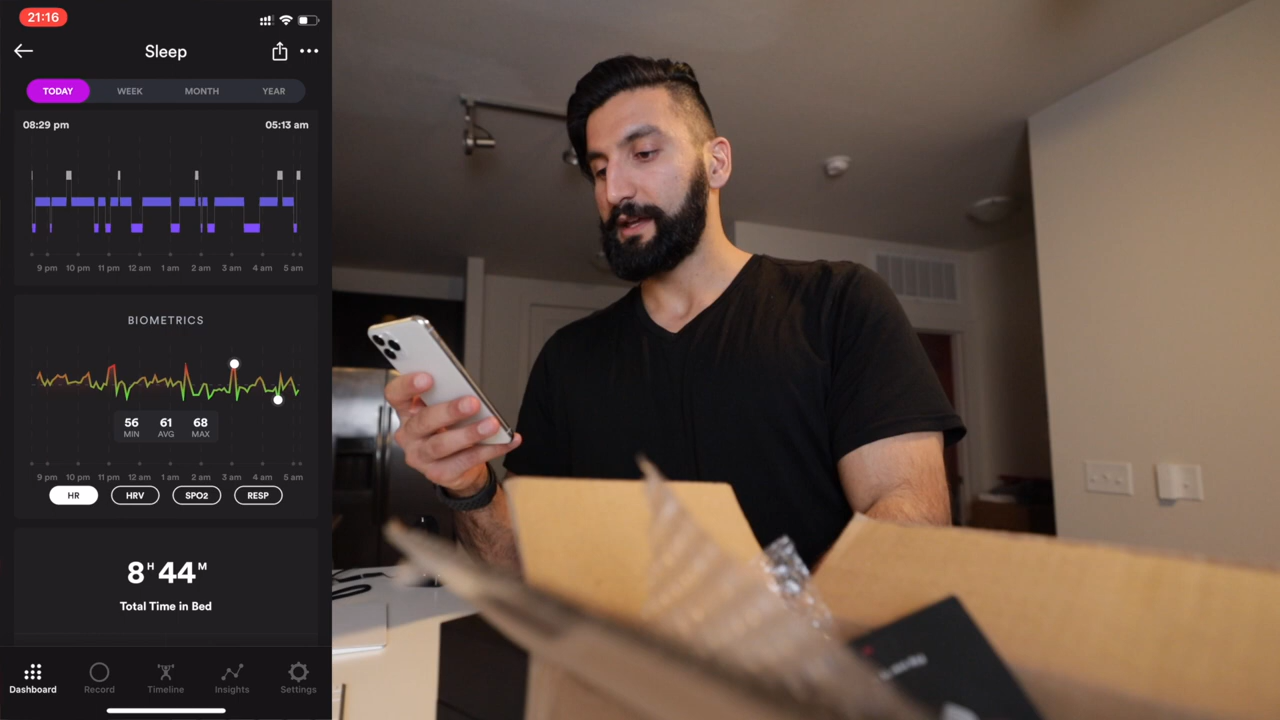 21:16
Sleep
TODAY WEEK MONTH YEAR
08:29 pm 05:13 am
9 pm 10 pm 11 pm 12 am 1 am 2 am 3 am 4 am 5 am
BIOMETRICS
56 61 68
MIN AVG MAX
9 pm 10 pm 11 pm 12 am 1 am 2 am 3 am 4 am 5 am
HR HRV SPO2 RESP
8H 44M
Total Time in Bed
Dashboard Record Timeline Insights Settings